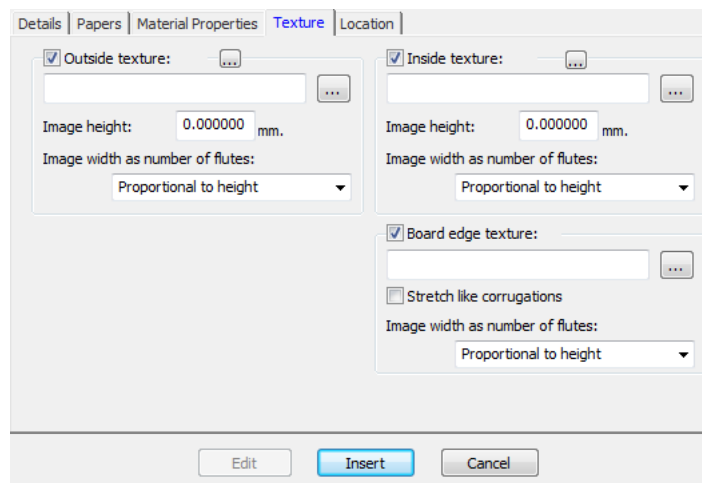 Details Papers Material Properties Texture Location
Outside texture: ...
...
Image height: 0.000000 mm.
Image width as number of flutes:
Proportional to height
Inside texture: ...
...
Image height: 0.000000 mm.
Image width as number of flutes:
Proportional to height
Board edge texture:
...
Stretch like corrugations
Image width as number of flutes:
Proportional to height
Edit Insert Cancel